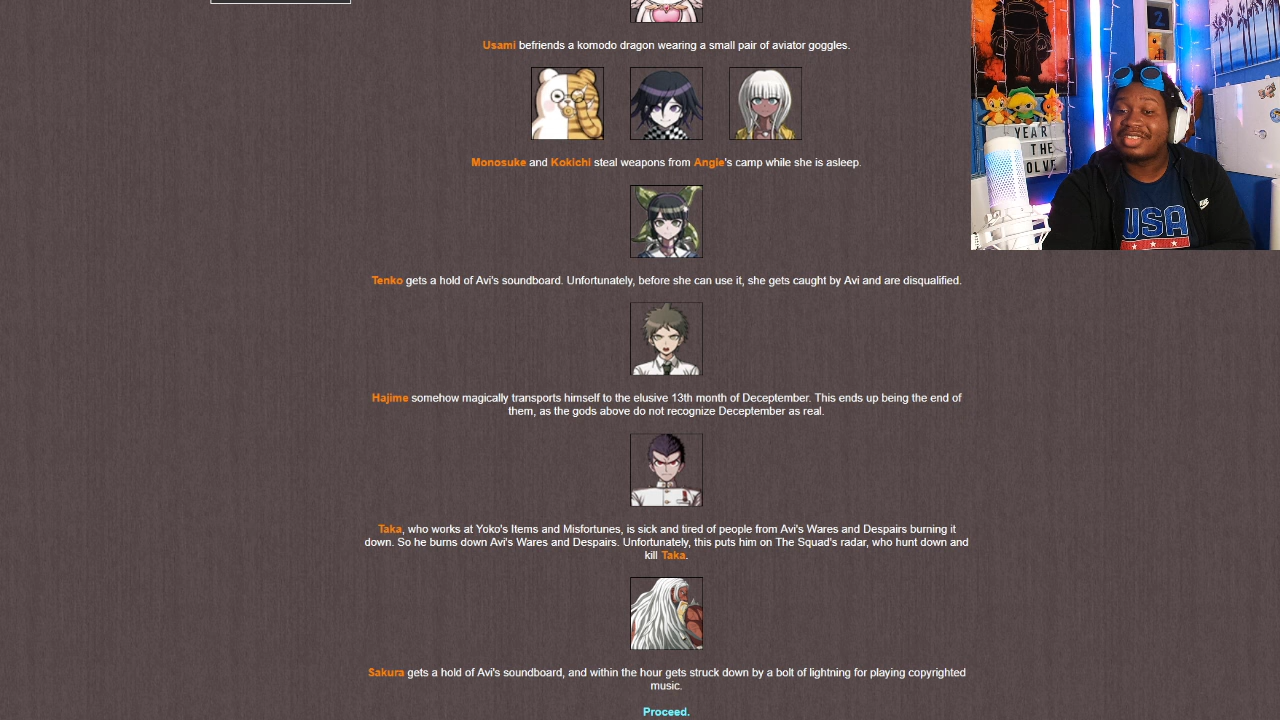 Usami befriends a komodo dragon wearing a small pair of aviator goggles.
Monosuke and Kokichi steal weapons from Angie's camp while she is asleep.
Tenko gets a hold of Avi's soundboard. Unfortunately, before she can use it, she gets caught by Avi and are disqualified.
Hajime somehow magically transports himself to the elusive 13th month of Deceptember. This ends up being the end of
them, as the gods above do not recognize Deceptember as real.
Taka, who works at Yoko's Items and Misfortunes, is sick and tired of people from Avi's Wares and Despairs burning it
down. So he burns down Avi's Wares and Despairs. Unfortunately, this puts him on The Squad's radar, who hunt down and
kill Taka.
Sakura gets a hold of Avi's soundboard, and within the hour gets struck down by a bolt of lightning for playing copyrighted
music.
Proceed.
2
YEAR
THE
OLVE
USA